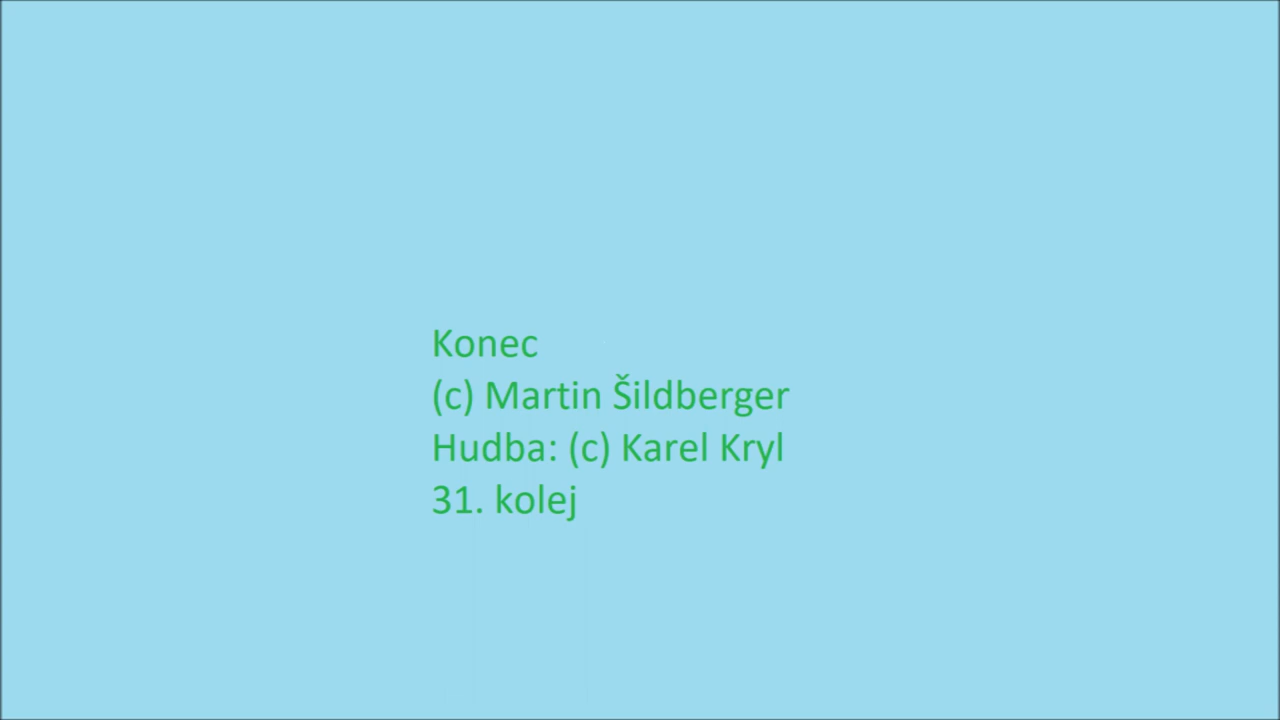 Konec
(c) Martin Šildberger
Hudba: (c) Karel Kryl
31. kolej